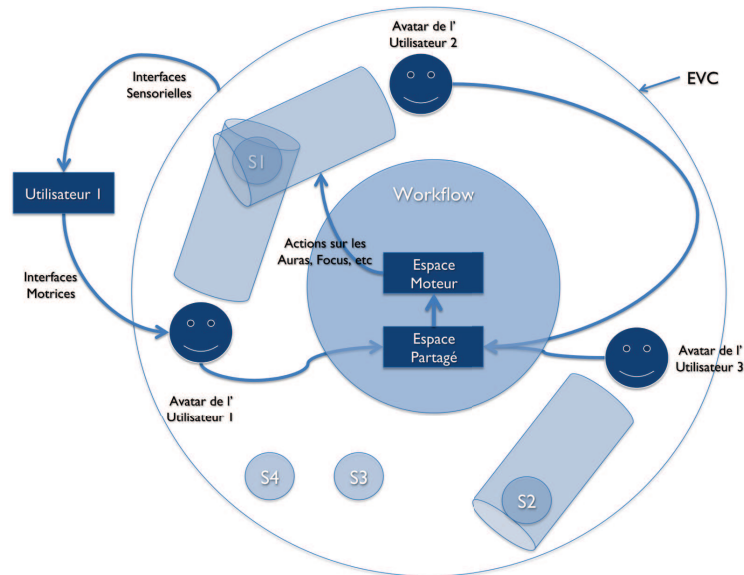 Avatar de l'
Utilisateur 2
Interfaces
Sensorielles
EVC
S1
Utilisateur 1
Workflow
Actions sur les
Auras, Focus, etc
Espace
Moteur
Interfaces
Motrices
Espace
Partagé
Avatar de l'
Utilisateur 3
Avatar de l'
Utilisateur 1
S4
S3
S2